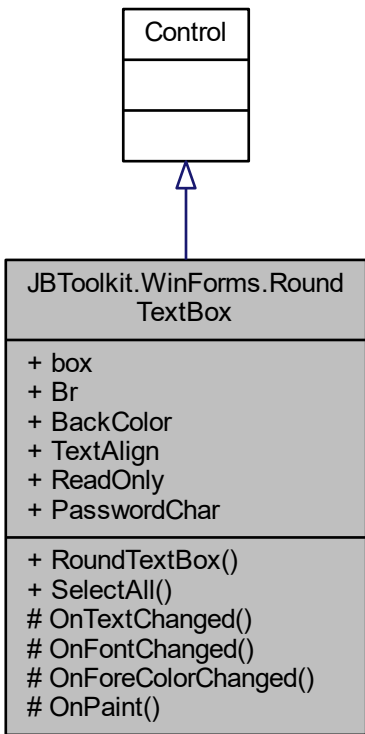 Control
JBToolkit.WinForms.Round
TextBox
+ box
+ Br
+ BackColor
+ TextAlign
+ ReadOnly
+ PasswordChar
+ RoundTextBox()
+ SelectAll()
# OnTextChanged()
# OnFontChanged()
# OnForeColorChanged()
# OnPaint()